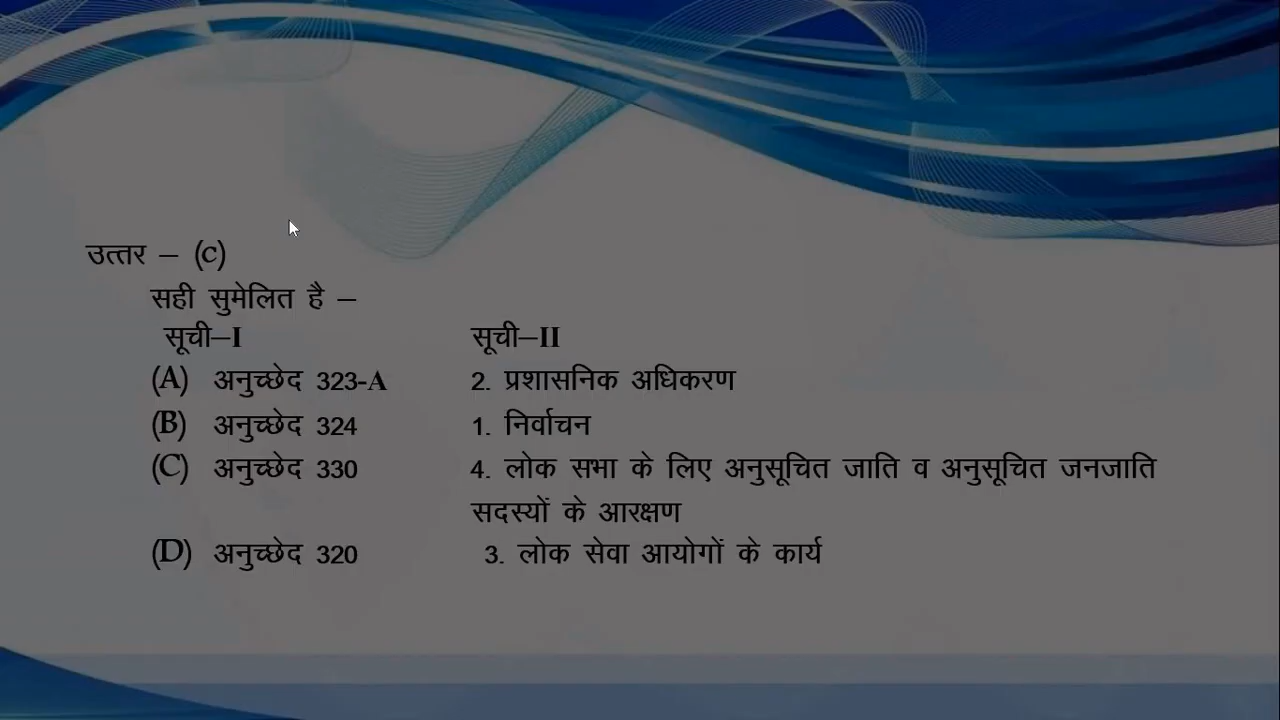 उत्तर – (c)
सही सुमेलित है –
सूची–I सूची–II
(A) अनुच्छेद 323-A 2. प्रशासनिक अधिकरण
(B) अनुच्छेद 324 1. निर्वाचन
(C) अनुच्छेद 330 4. लोक सभा के लिए अनुसूचित जाति व अनुसूचित जनजाति
सदस्यों के आरक्षण
(D) अनुच्छेद 320 3. लोक सेवा आयोगों के कार्य